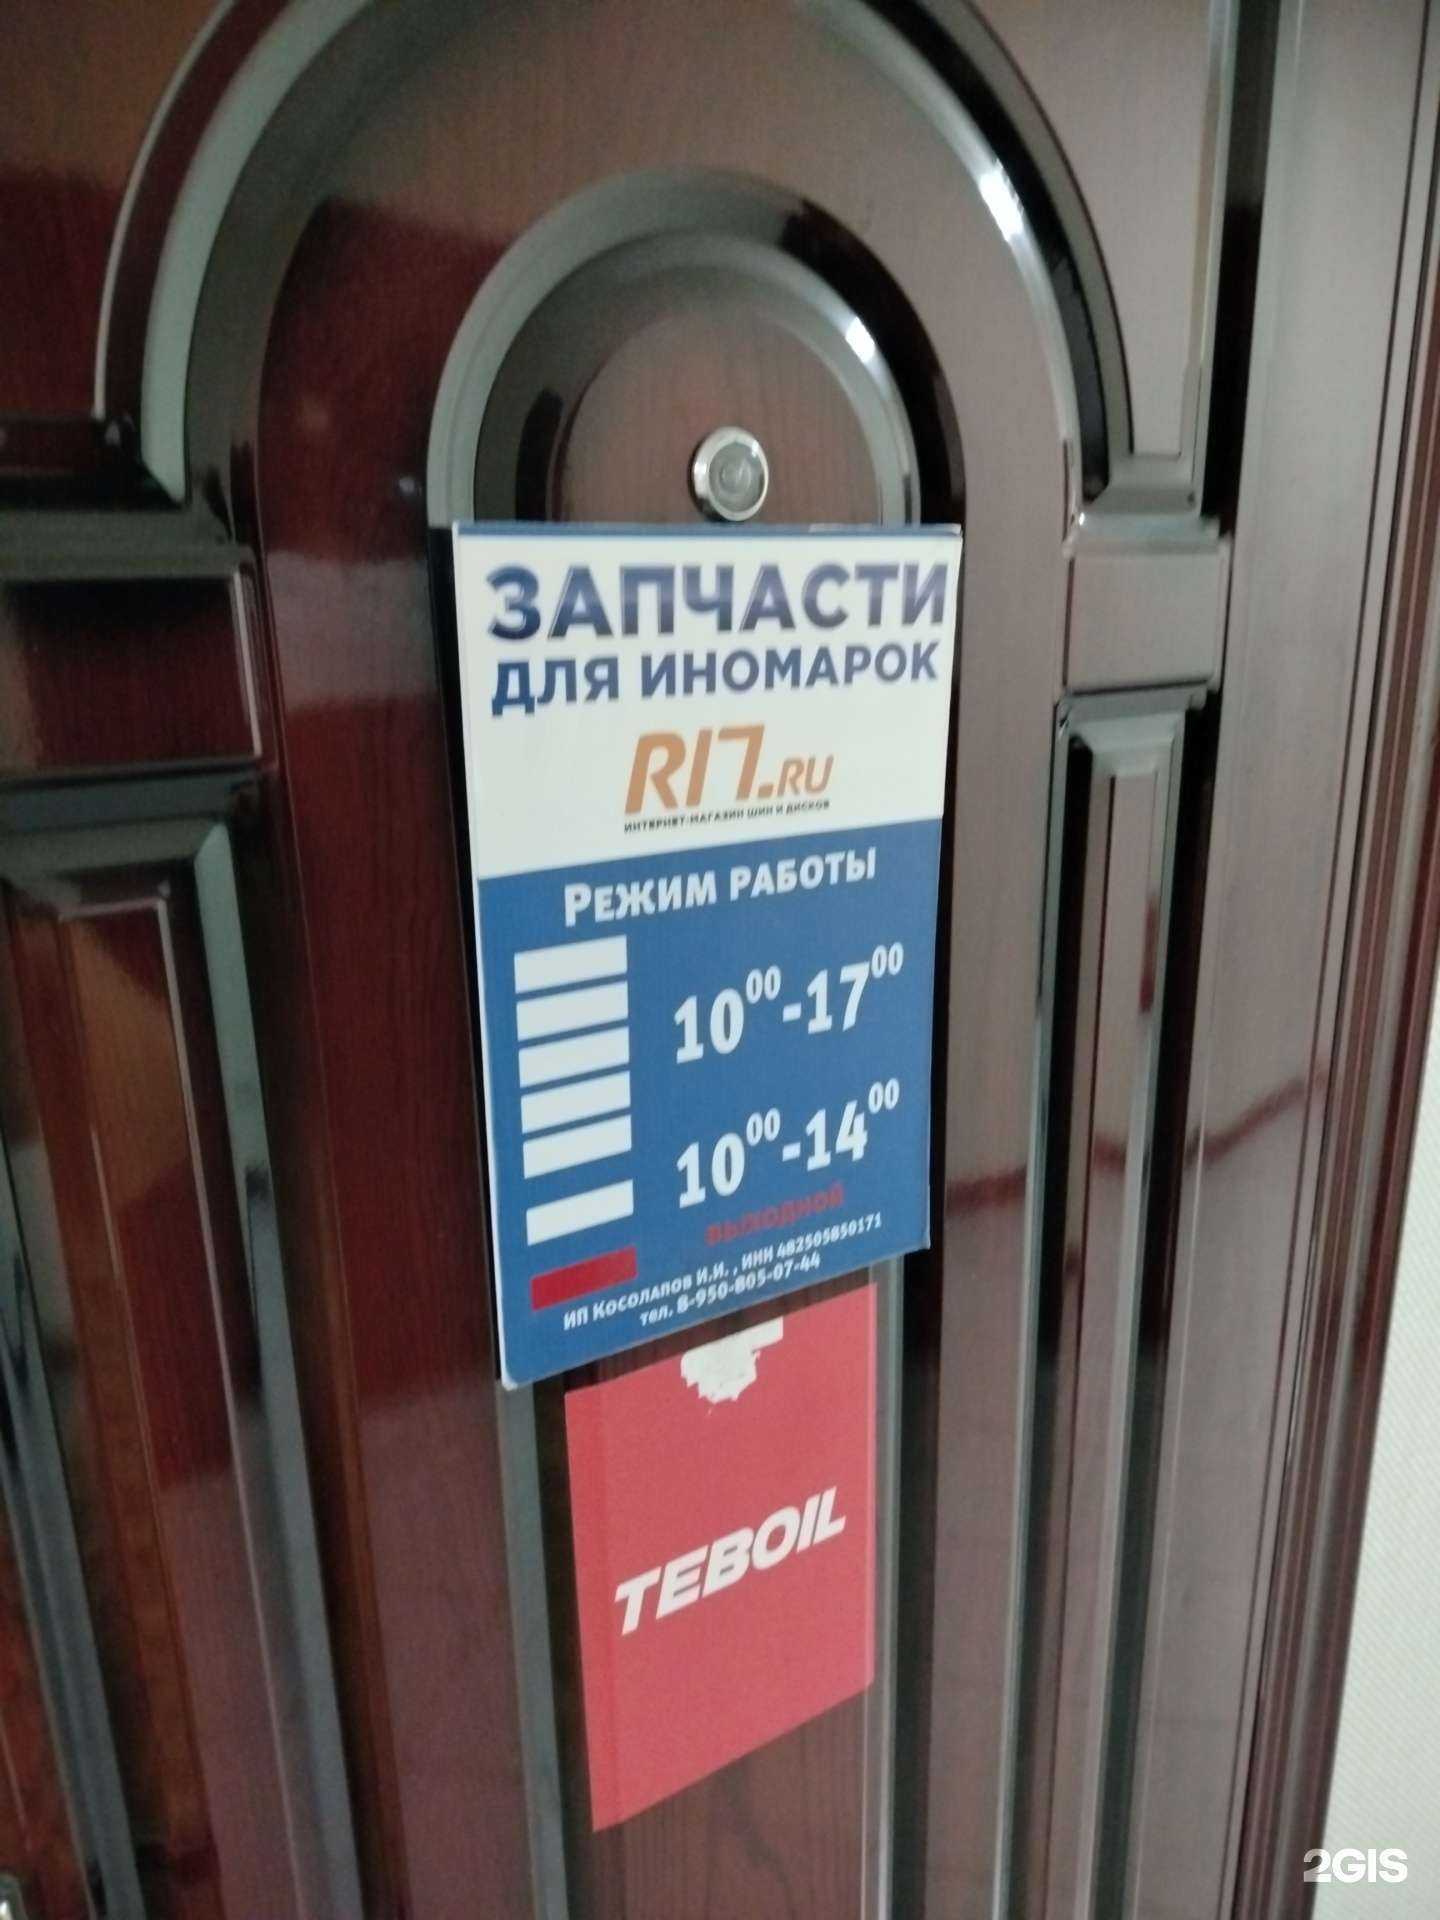 ЗАПЧАСТИ
ДЛЯ ИНОМАРОК
R17.RU
ИНТЕРНЕТ-МАГАЗИН ШИН И ДИСКОВ
РЕЖИМ РАБОТЫ
10⁰⁰-17⁰⁰
10⁰⁰-14⁰⁰
ВЫХОДНОЙ
ИП КОСОЛАПОВ И.И. , ИНН 482505850171
тел. 8-950-805-07-44
TEBOIL
2GIS